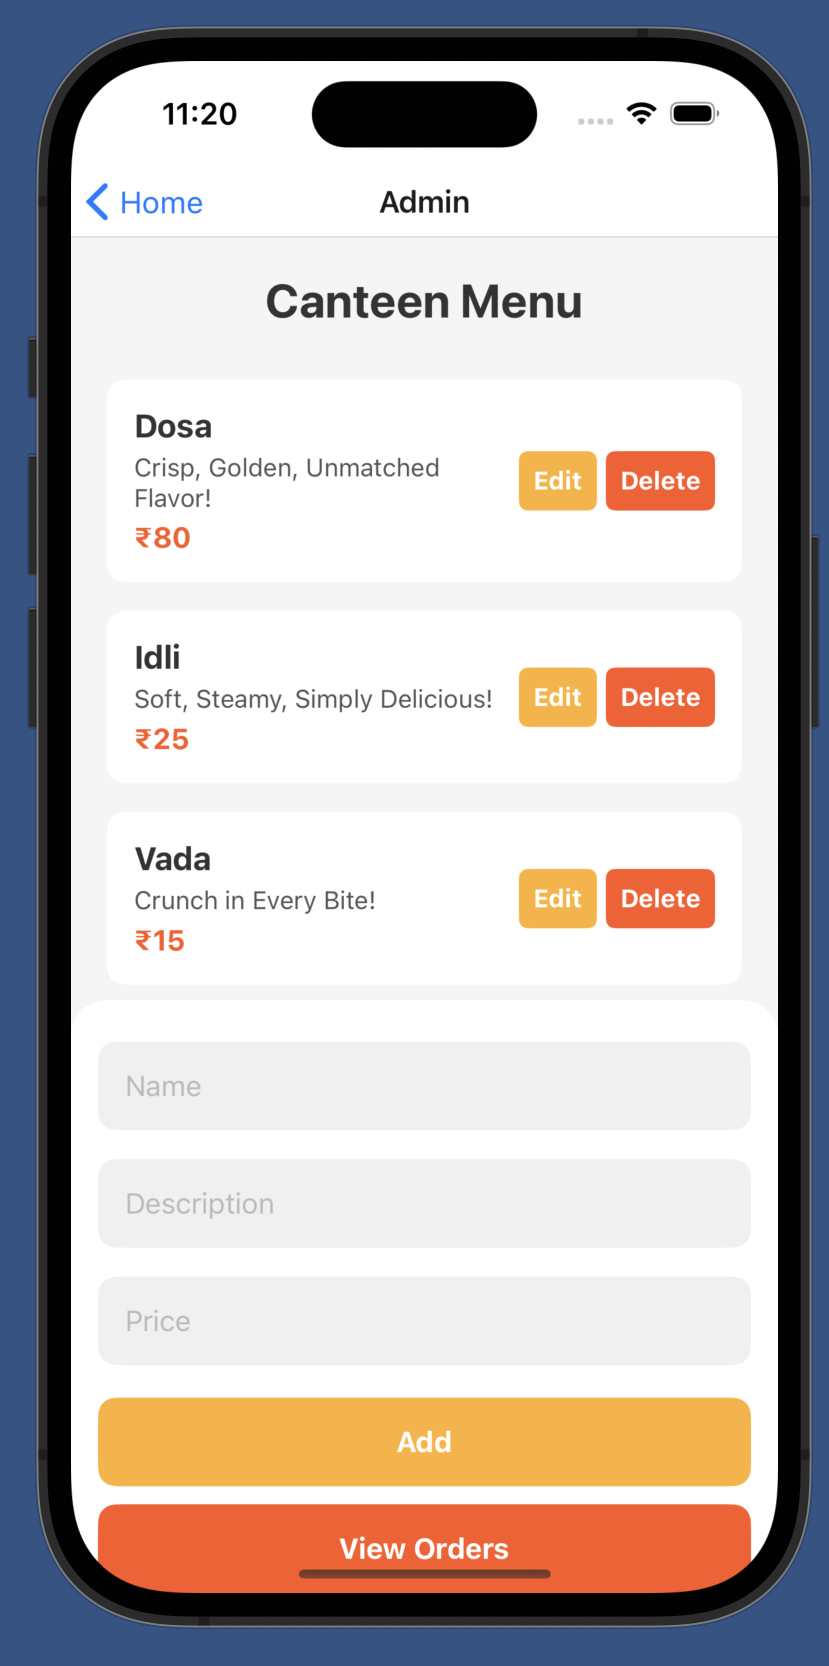 11:20
Home
Admin
Canteen Menu
Dosa
Crisp, Golden, Unmatched
Flavor!
₹80
Edit
Delete
Idli
Soft, Steamy, Simply Delicious!
₹25
Edit
Delete
Vada
Crunch in Every Bite!
₹15
Edit
Delete
Name
Description
Price
Add
View Orders